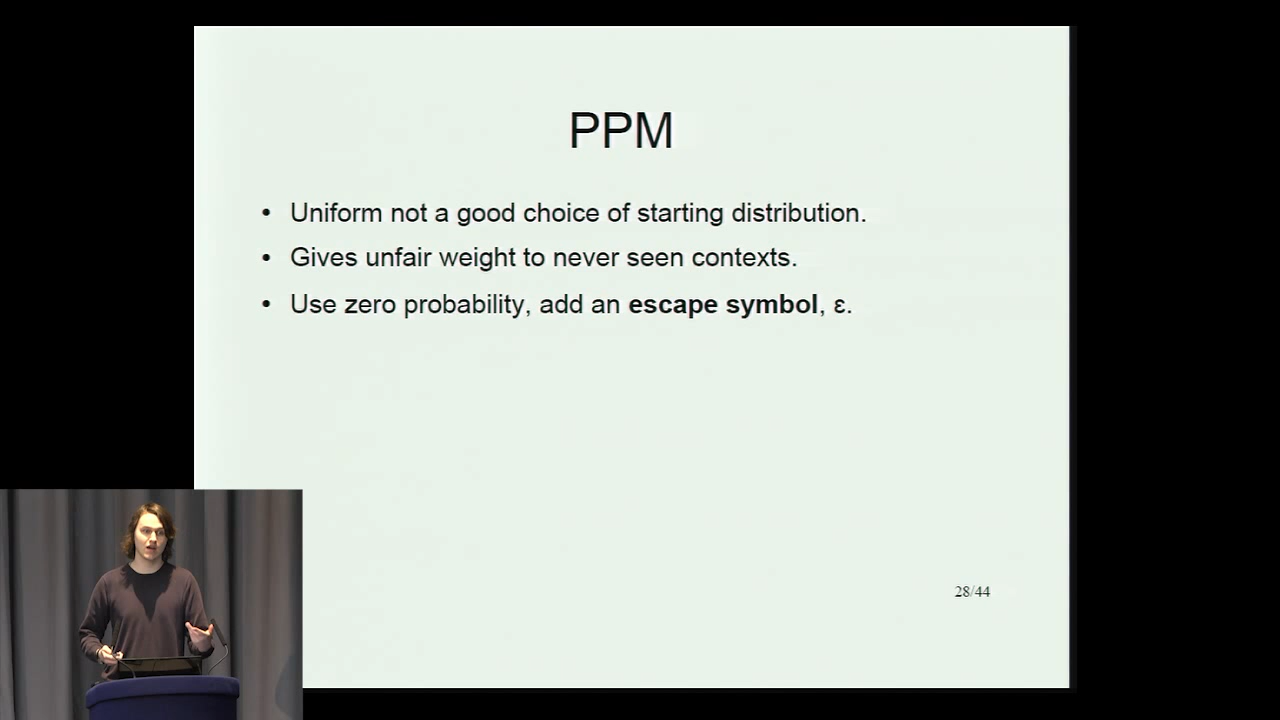 PPM
• Uniform not a good choice of starting distribution.
• Gives unfair weight to never seen contexts.
• Use zero probability, add an escape symbol, ε.
28/44